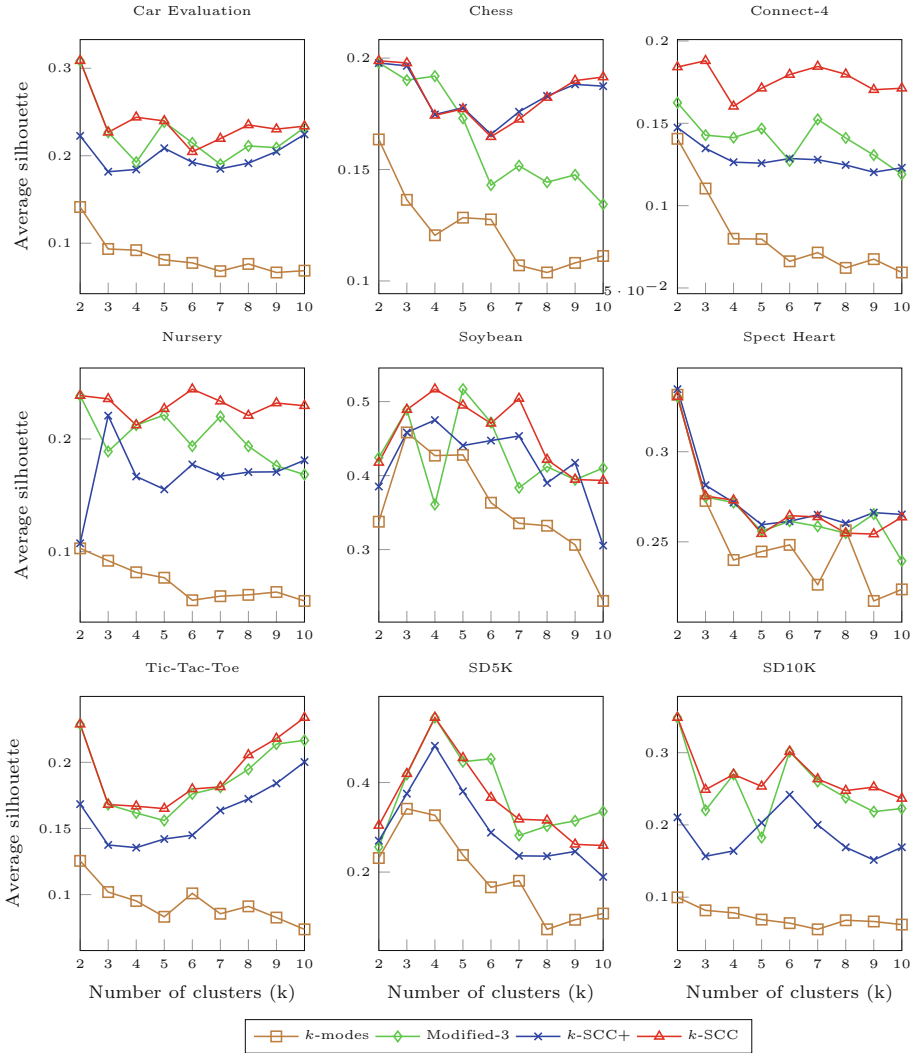 Car Evaluation
Chess
Connect-4
Average silhouette
0.3
0.2
0.1
2 3 4 5 6 7 8 9 10
0.2
0.15
0.1
2 3 4 5 6 7 8 9 10
0.2
0.15
0.1
5 · 10−2
2 3 4 5 6 7 8 9 10
Nursery
Soybean
Spect Heart
Average silhouette
0.2
0.1
2 3 4 5 6 7 8 9 10
0.5
0.4
0.3
2 3 4 5 6 7 8 9 10
0.3
0.25
2 3 4 5 6 7 8 9 10
Tic-Tac-Toe
SD5K
SD10K
Average silhouette
0.2
0.15
0.1
2 3 4 5 6 7 8 9 10
0.4
0.2
2 3 4 5 6 7 8 9 10
0.3
0.2
0.1
2 3 4 5 6 7 8 9 10
Number of clusters (k)
Number of clusters (k)
Number of clusters (k)
k-modes Modified-3 k-SCC+ k-SCC